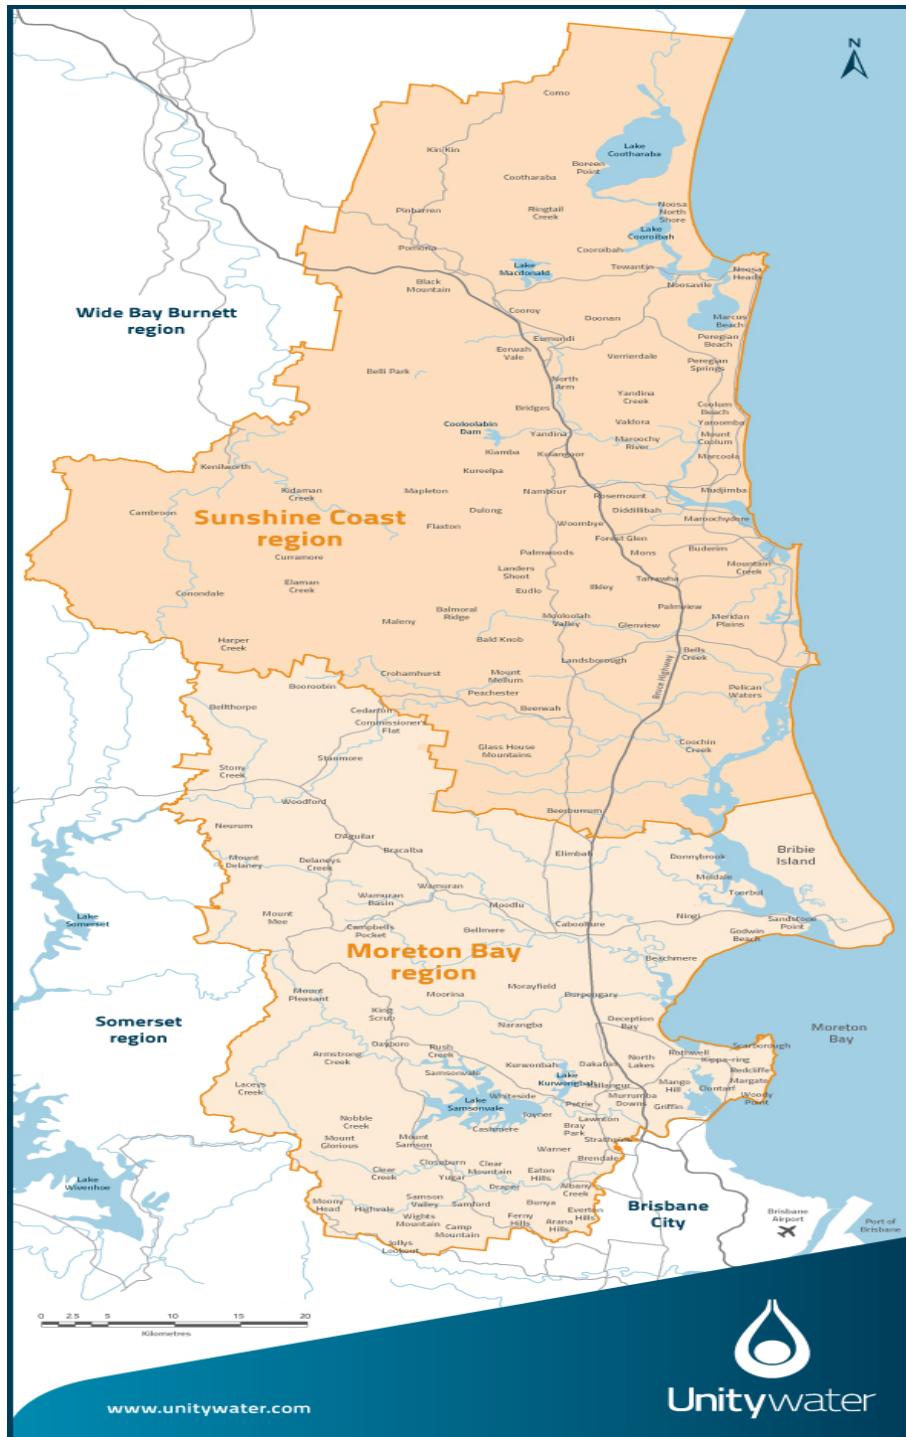 N
Como
Lake
Cootharaba
Kin Kin
Boreen
Point
Cootharaba
Pinbarren
Ringtail
Creek
Noosa
North
Shore
Lake
Cooroibah
Pomona
Cooroibah
Lake
Macdonald
Tewantin
Noosa
Heads
Black
Mountain
Noosaville
Wide Bay Burnett
region
Cooroy
Doonan
Marcus
Beach
Eumundi
Peregian
Beach
Eerwah
Vale
Verrierdale
Peregian
Springs
Belli Park
North
Arm
Yandina
Creek
Bridges
Coolum
Beach
Cooloolabin
Dam
Valdora
Yaroomba
Yandina
Maroochy
River
Mount
Coolum
Kiamba
Kulangoor
Marcoola
Kenilworth
Kureelpa
Kidaman
Creek
Mapleton
Nambour
Rosemount
Mudjimba
Cambroon
Dulong
Diddillibah
Sunshine Coast
region
Flaxton
Woombye
Maroochydore
Forest Glen
Curramore
Palmwoods
Mons
Buderim
Mountain
Creek
Landers
Shoot
Tanawha
Elaman
Creek
Eudlo
Ilkley
Conondale
Balmoral
Ridge
Palmview
Maleny
Mooloolah
Valley
Glenview
Meridan
Plains
Harper
Creek
Bald Knob
Bells
Creek
Landsborough
Bruce Highway
Crohamhurst
Mount
Mellum
Booroobin
Peachester
Pelican
Waters
Bellthorpe
Cedarton
Beerwah
Commissioners
Flat
Coochin
Creek
Glass House
Mountains
Stanmore
Stony
Creek
Woodford
Beerburrum
Neurum
D'Aguilar
Bracalba
Elimbah
Donnybrook
Bribie
Island
Mount
Delaney
Delaneys
Creek
Meldale
Wamuran
Toorbul
Wamuran
Basin
Moodlu
Mount
Mee
Ningi
Sandstone
Point
Lake
Somerset
Campbells
Pocket
Bellmere
Caboolture
Godwin
Beach
Moreton Bay
region
Beachmere
Mount
Pleasant
Moorina
Morayfield
Burpengary
Somerset
region
King
Scrub
Narangba
Deception
Bay
Moreton
Bay
Dayboro
Rush
Creek
Scarborough
Armstrong
Creek
Rothwell
Kippa-ring
North
Lakes
Samsonvale
Kurwongbah
Dakabin
Redcliffe
Lake
Kurwongbah
Kallangur
Mango
Hill
Margate
Laceys
Creek
Clontarf
Woody
Point
Lake
Samsonvale
Whiteside
Murrumba
Downs
Petrie
Griffin
Joyner
Lawnton
Nobble
Creek
Cashmere
Bray
Park
Mount
Glorious
Mount
Samson
Strathpine
Warner
Brendale
Closeburn
Clear
Mountain
Clear
Creek
Yugar
Eaton
Hills
Lake
Wivenhoe
Draper
Albany
Creek
Samson
Valley
Samford
Bunya
Moony
Head
Highvale
Everton
Hills
Brisbane
City
Wights
Mountain
Ferny
Hills
Arana
Hills
Brisbane
Airport
Camp
Mountain
Port of
Brisbane
Jollys
Lookout
0 2.5 5 10 15 20
Kilometres
www.unitywater.com
Unitywater